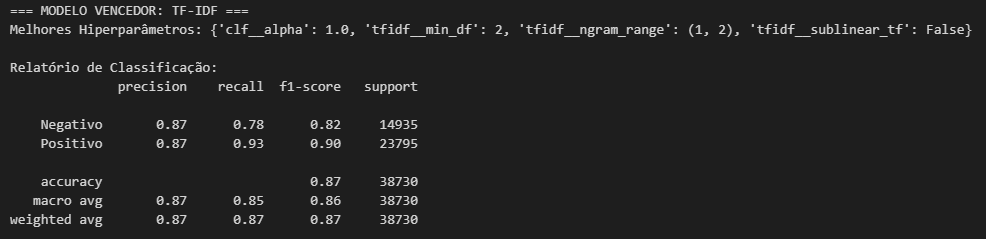 === MODELO VENCEDOR: TF-IDF ===
Melhores Hiperparâmetros: {'clf__alpha': 1.0, 'tfidf__min_df': 2, 'tfidf__ngram_range': (1, 2), 'tfidf__sublinear_tf': False}
Relatório de Classificação:
precision recall f1-score support
Negativo 0.87 0.78 0.82 14935
Positivo 0.87 0.93 0.90 23795
accuracy 0.87 38730
macro avg 0.87 0.85 0.86 38730
weighted avg 0.87 0.87 0.87 38730